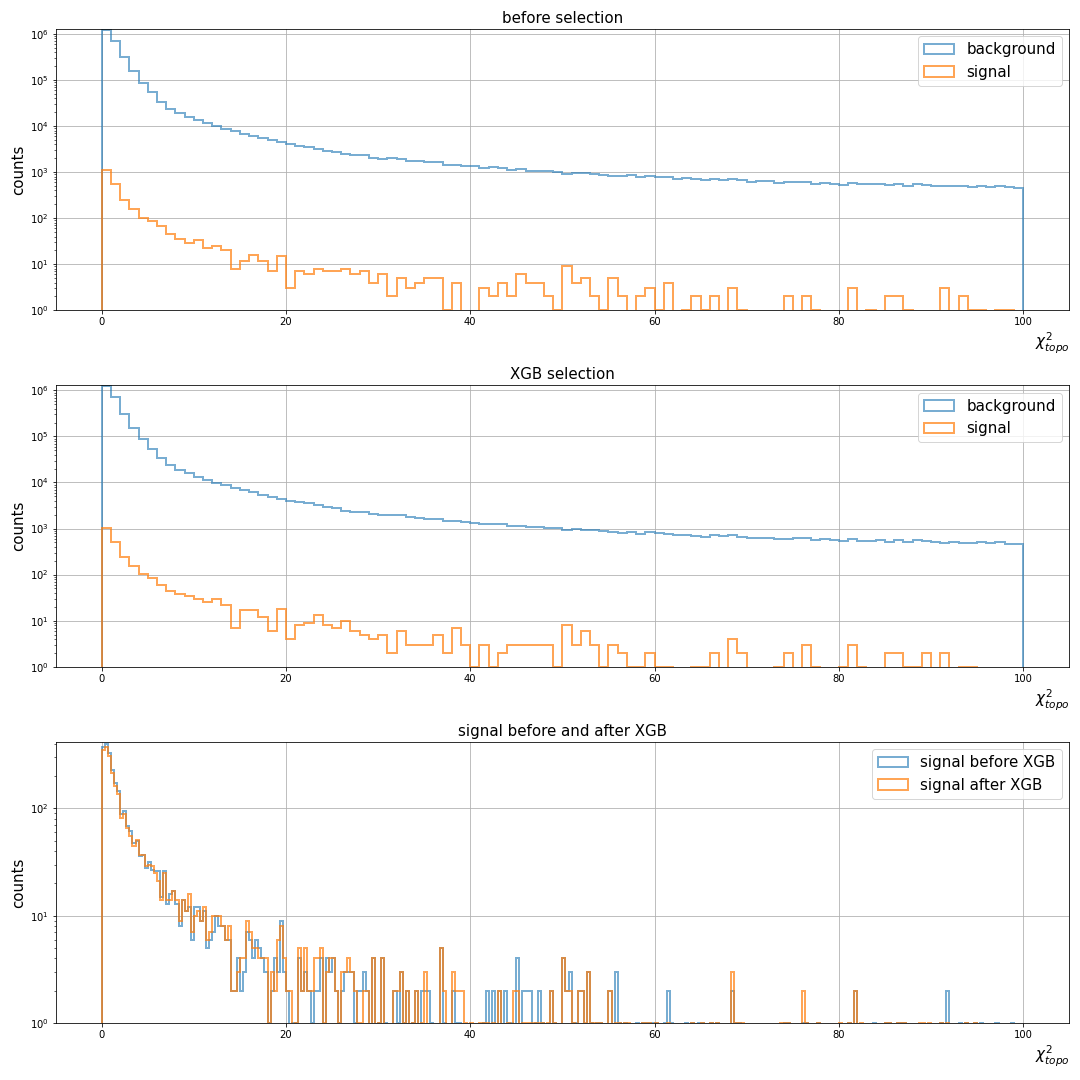 before selection
background
signal
counts
10⁶
10⁵
10⁴
10³
10²
10¹
10⁰
0 20 40 60 80 100
χ²topo
XGB selection
background
signal
counts
10⁶
10⁵
10⁴
10³
10²
10¹
10⁰
0 20 40 60 80 100
χ²topo
signal before and after XGB
signal before XGB
signal after XGB
counts
10²
10¹
10⁰
0 20 40 60 80 100
χ²topo